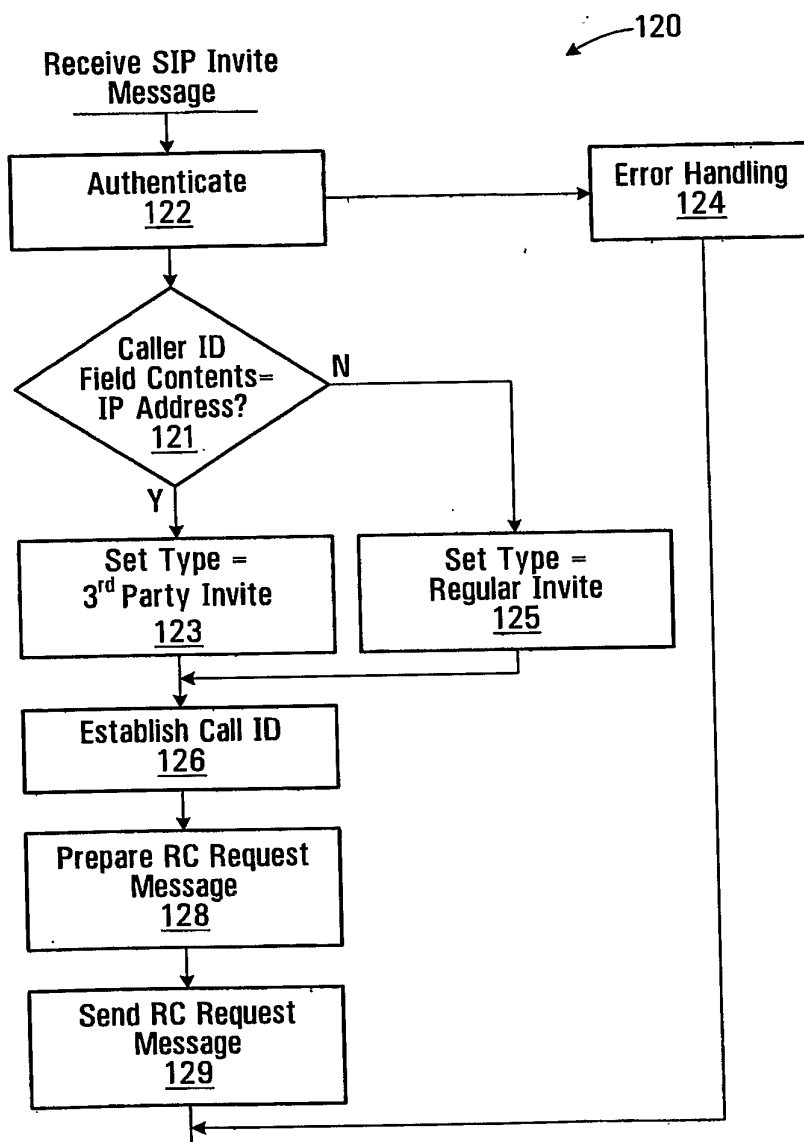 120
Receive SIP Invite
Message
Authenticate
122
Error Handling
124
Caller ID
Field Contents=
IP Address?
121
N
Y
Set Type =
3rd Party Invite
123
Set Type =
Regular Invite
125
Establish Call ID
126
Prepare RC Request
Message
128
Send RC Request
Message
129